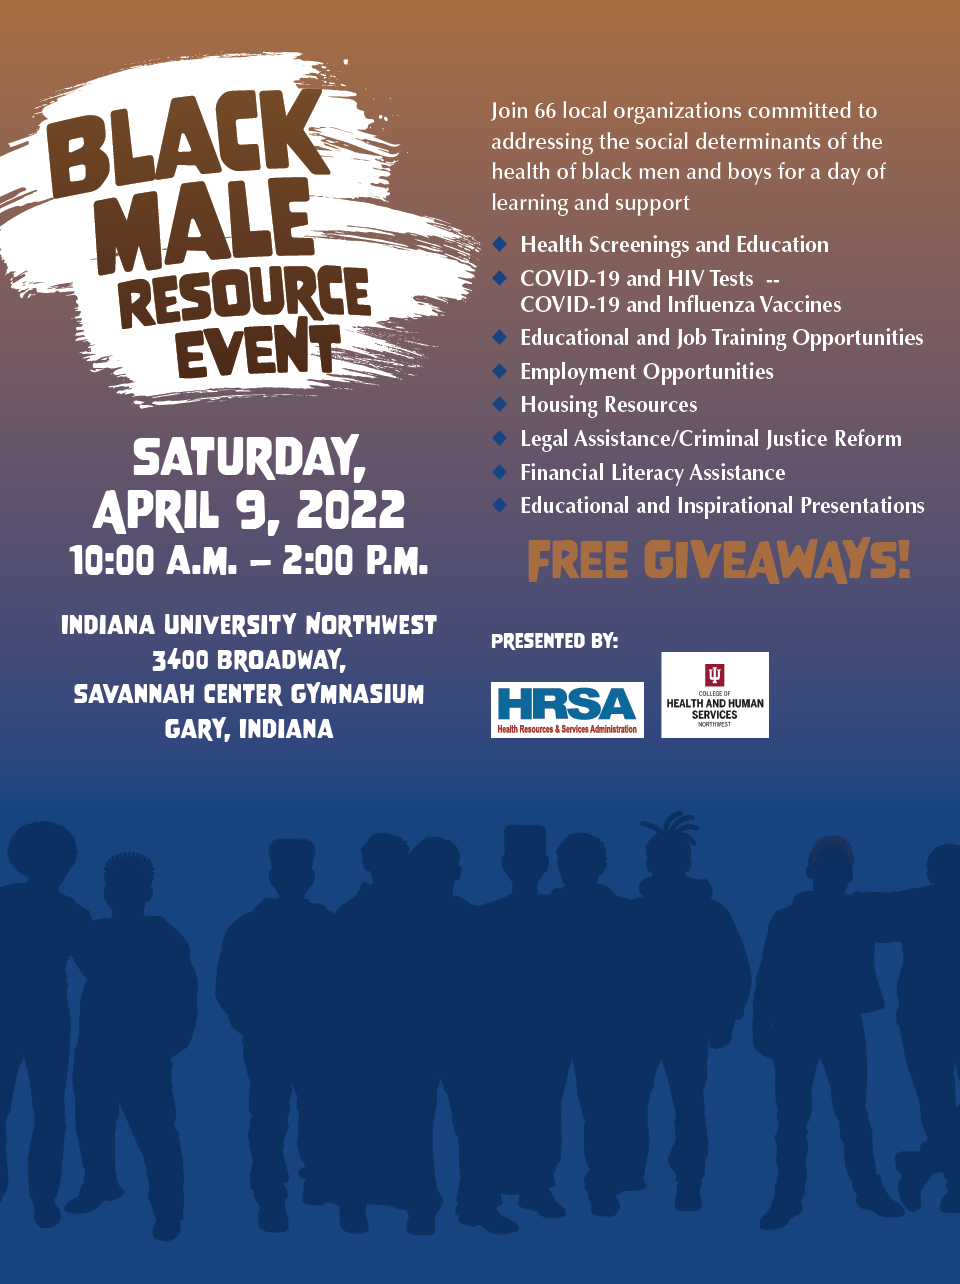 BLACK
MALE
RESOURCE
EVENT
SATURDAY,
APRIL 9, 2022
10:00 A.M. – 2:00 P.M.
INDIANA UNIVERSITY NORTHWEST
3400 BROADWAY,
SAVANNAH CENTER GYMNASIUM
GARY, INDIANA
Join 66 local organizations committed to
addressing the social determinants of the
health of black men and boys for a day of
learning and support
◆ Health Screenings and Education
◆ COVID-19 and HIV Tests --
COVID-19 and Influenza Vaccines
◆ Educational and Job Training Opportunities
◆ Employment Opportunities
◆ Housing Resources
◆ Legal Assistance/Criminal Justice Reform
◆ Financial Literacy Assistance
◆ Educational and Inspirational Presentations
FREE GIVEAWAYS!
PRESENTED BY:
HRSA
Health Resources & Services Administration
COLLEGE OF
HEALTH AND HUMAN
SERVICES
NORTHWEST